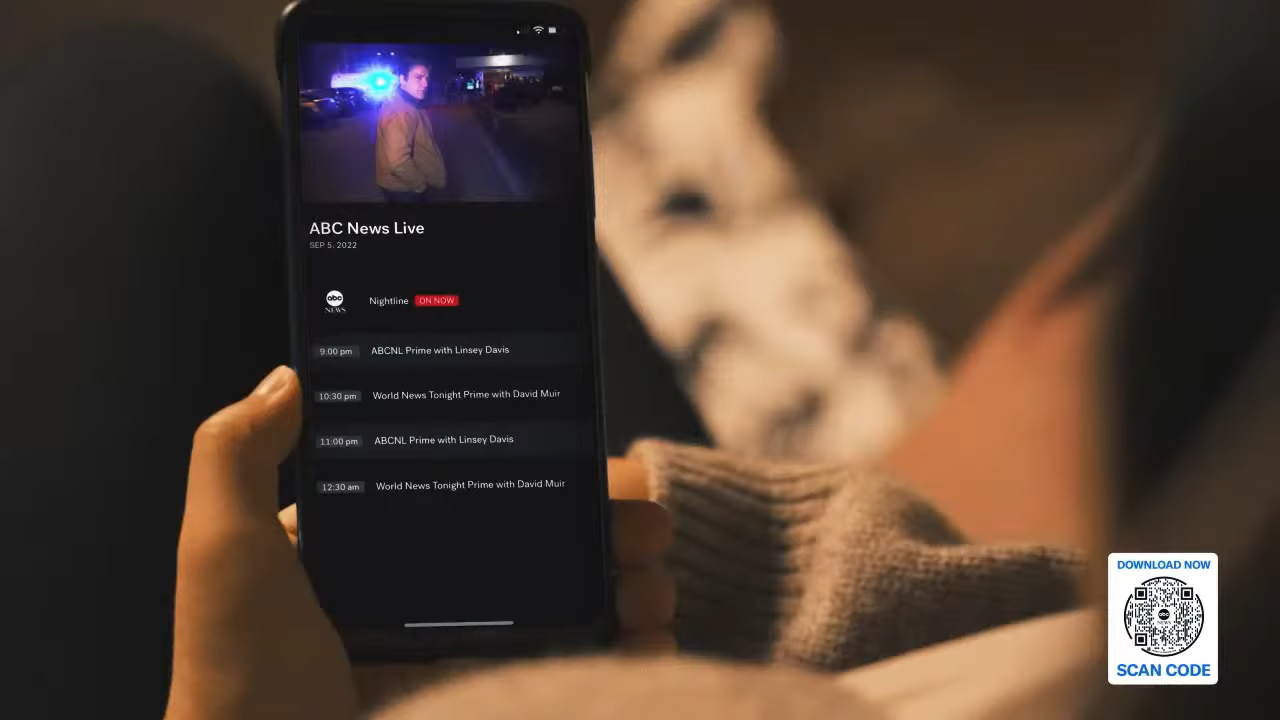 ABC News Live
SEP 5, 2022
abc
NEWS
Nightline ON NOW
9:00 pm ABCNL Prime with Linsey Davis
10:30 pm World News Tonight Prime with David Muir
11:00 pm ABCNL Prime with Linsey Davis
12:30 am World News Tonight Prime with David Muir
DOWNLOAD NOW
abc
NEWS
SCAN CODE